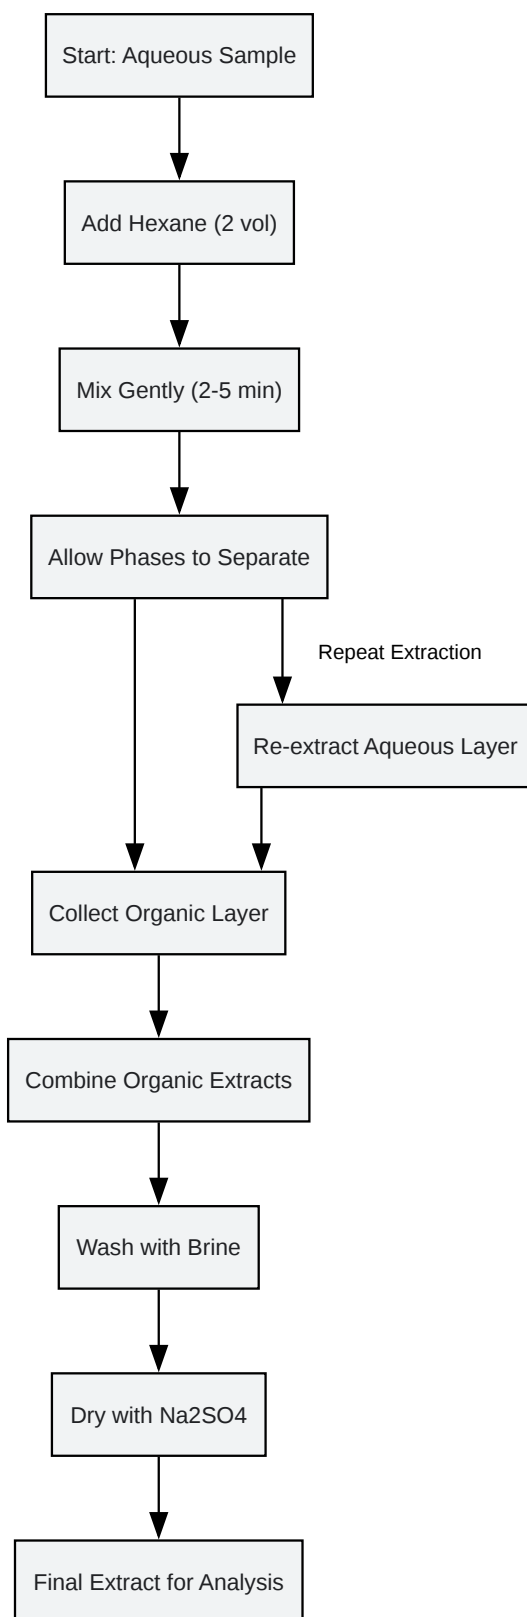 Start: Aqueous Sample
Add Hexane (2 vol)
Mix Gently (2-5 min)
Allow Phases to Separate
Repeat Extraction
Re-extract Aqueous Layer
Collect Organic Layer
Combine Organic Extracts
Wash with Brine
Dry with Na2SO4
Final Extract for Analysis